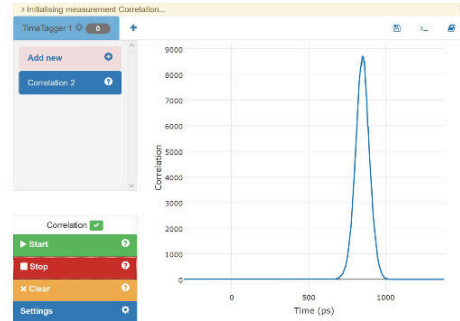 > Initialising measurement Correlation...
TimeTagger 1 0
+
Add new
Correlation 2
Correlation
Start
Stop
Clear
Settings
Correlation
9000
8000
7000
6000
5000
4000
3000
2000
1000
0
0 500 1000
Time (ps)